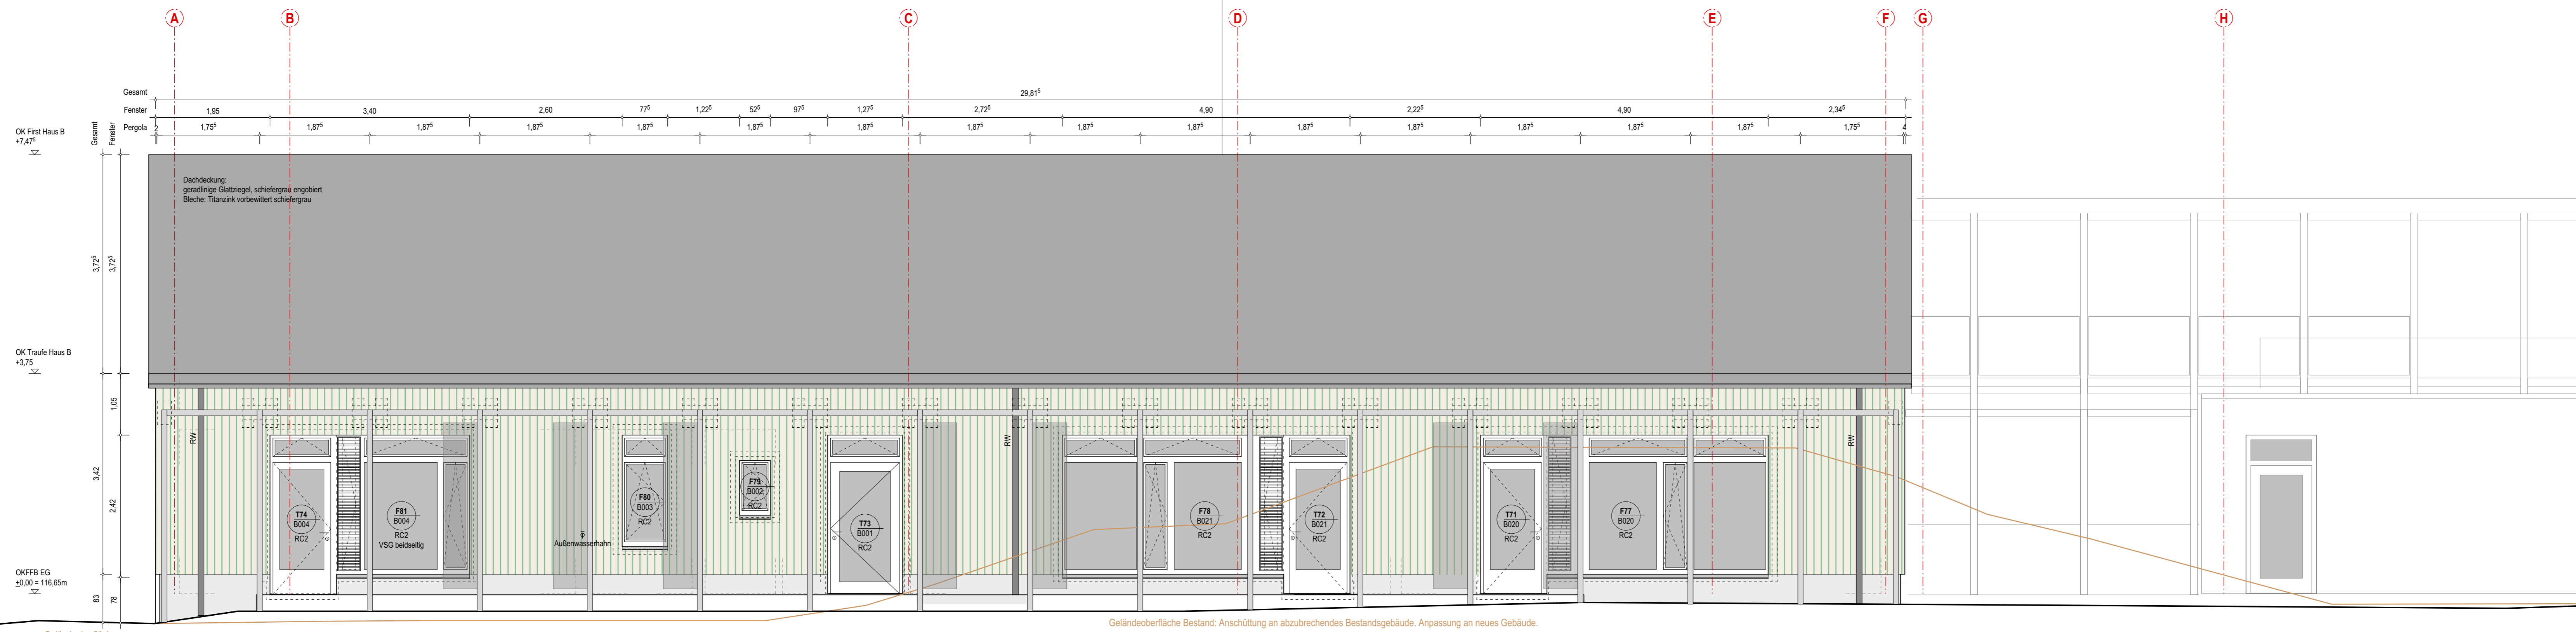 A B C D E F G H
Gesamt
29,81⁵
Fenster
1,95 3,40 2,60 77⁵ 1,22⁵ 52⁵ 97⁵ 1,27⁵ 2,72⁵ 4,90 2,22⁵ 4,90 2,34⁵
Pergola
2 1,75⁵ 1,87⁵ 1,87⁵ 1,87⁵ 1,87⁵ 1,87⁵ 1,87⁵ 1,87⁵ 1,87⁵ 1,87⁵ 1,87⁵ 1,87⁵ 1,87⁵ 1,87⁵ 1,87⁵ 1,75⁵ 4
Gesamt
Fenster
OK First Haus B
+7,47⁵
Dachdeckung:
geradlinige Glattziegel, schiefergrau engobiert
Bleche: Titanzink vorbewittert schiefergrau
3,72⁵
3,72⁵
OK Traufe Haus B
+3,75
1,05
3,42
2,42
RW
RW
RW
T74
B004
RC2
F81
B004
RC2
VSG beidseitig
Außenwasserhahn
F80
B003
RC2
F79
B002
RC2
T73
B001
RC2
F78
B021
RC2
T72
B021
RC2
T71
B020
RC2
F77
B020
RC2
OKFFB EG
±0,00 = 116,65m
83
78
Geländeoberfläche Bestand: Anschüttung an abzubrechendes Bestandsgebäude. Anpassung an neues Gebäude.